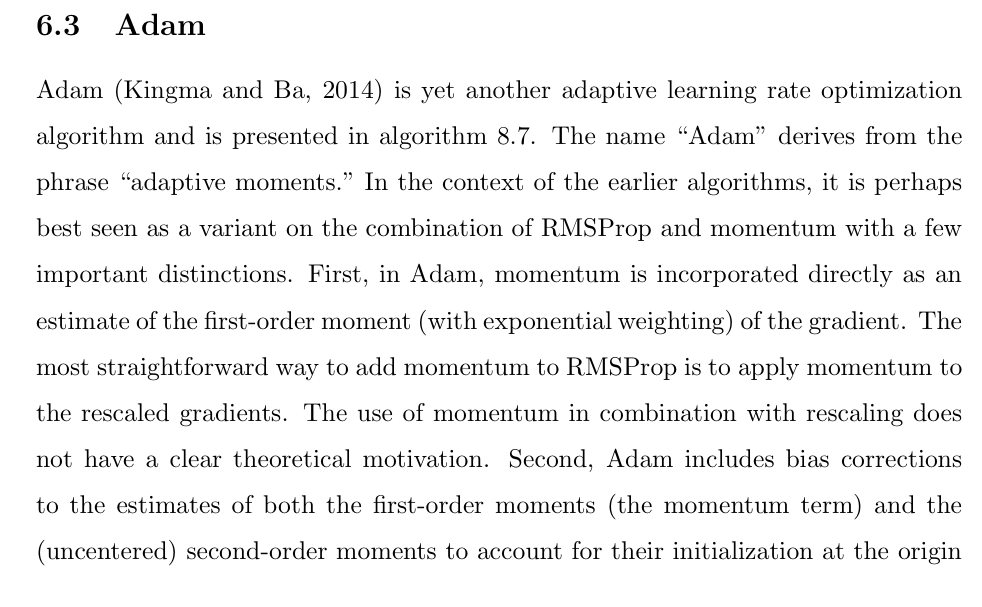 6.3 Adam
Adam (Kingma and Ba, 2014) is yet another adaptive learning rate optimization
algorithm and is presented in algorithm 8.7. The name “Adam” derives from the
phrase “adaptive moments.” In the context of the earlier algorithms, it is perhaps
best seen as a variant on the combination of RMSProp and momentum with a few
important distinctions. First, in Adam, momentum is incorporated directly as an
estimate of the first-order moment (with exponential weighting) of the gradient. The
most straightforward way to add momentum to RMSProp is to apply momentum to
the rescaled gradients. The use of momentum in combination with rescaling does
not have a clear theoretical motivation. Second, Adam includes bias corrections
to the estimates of both the first-order moments (the momentum term) and the
(uncentered) second-order moments to account for their initialization at the origin